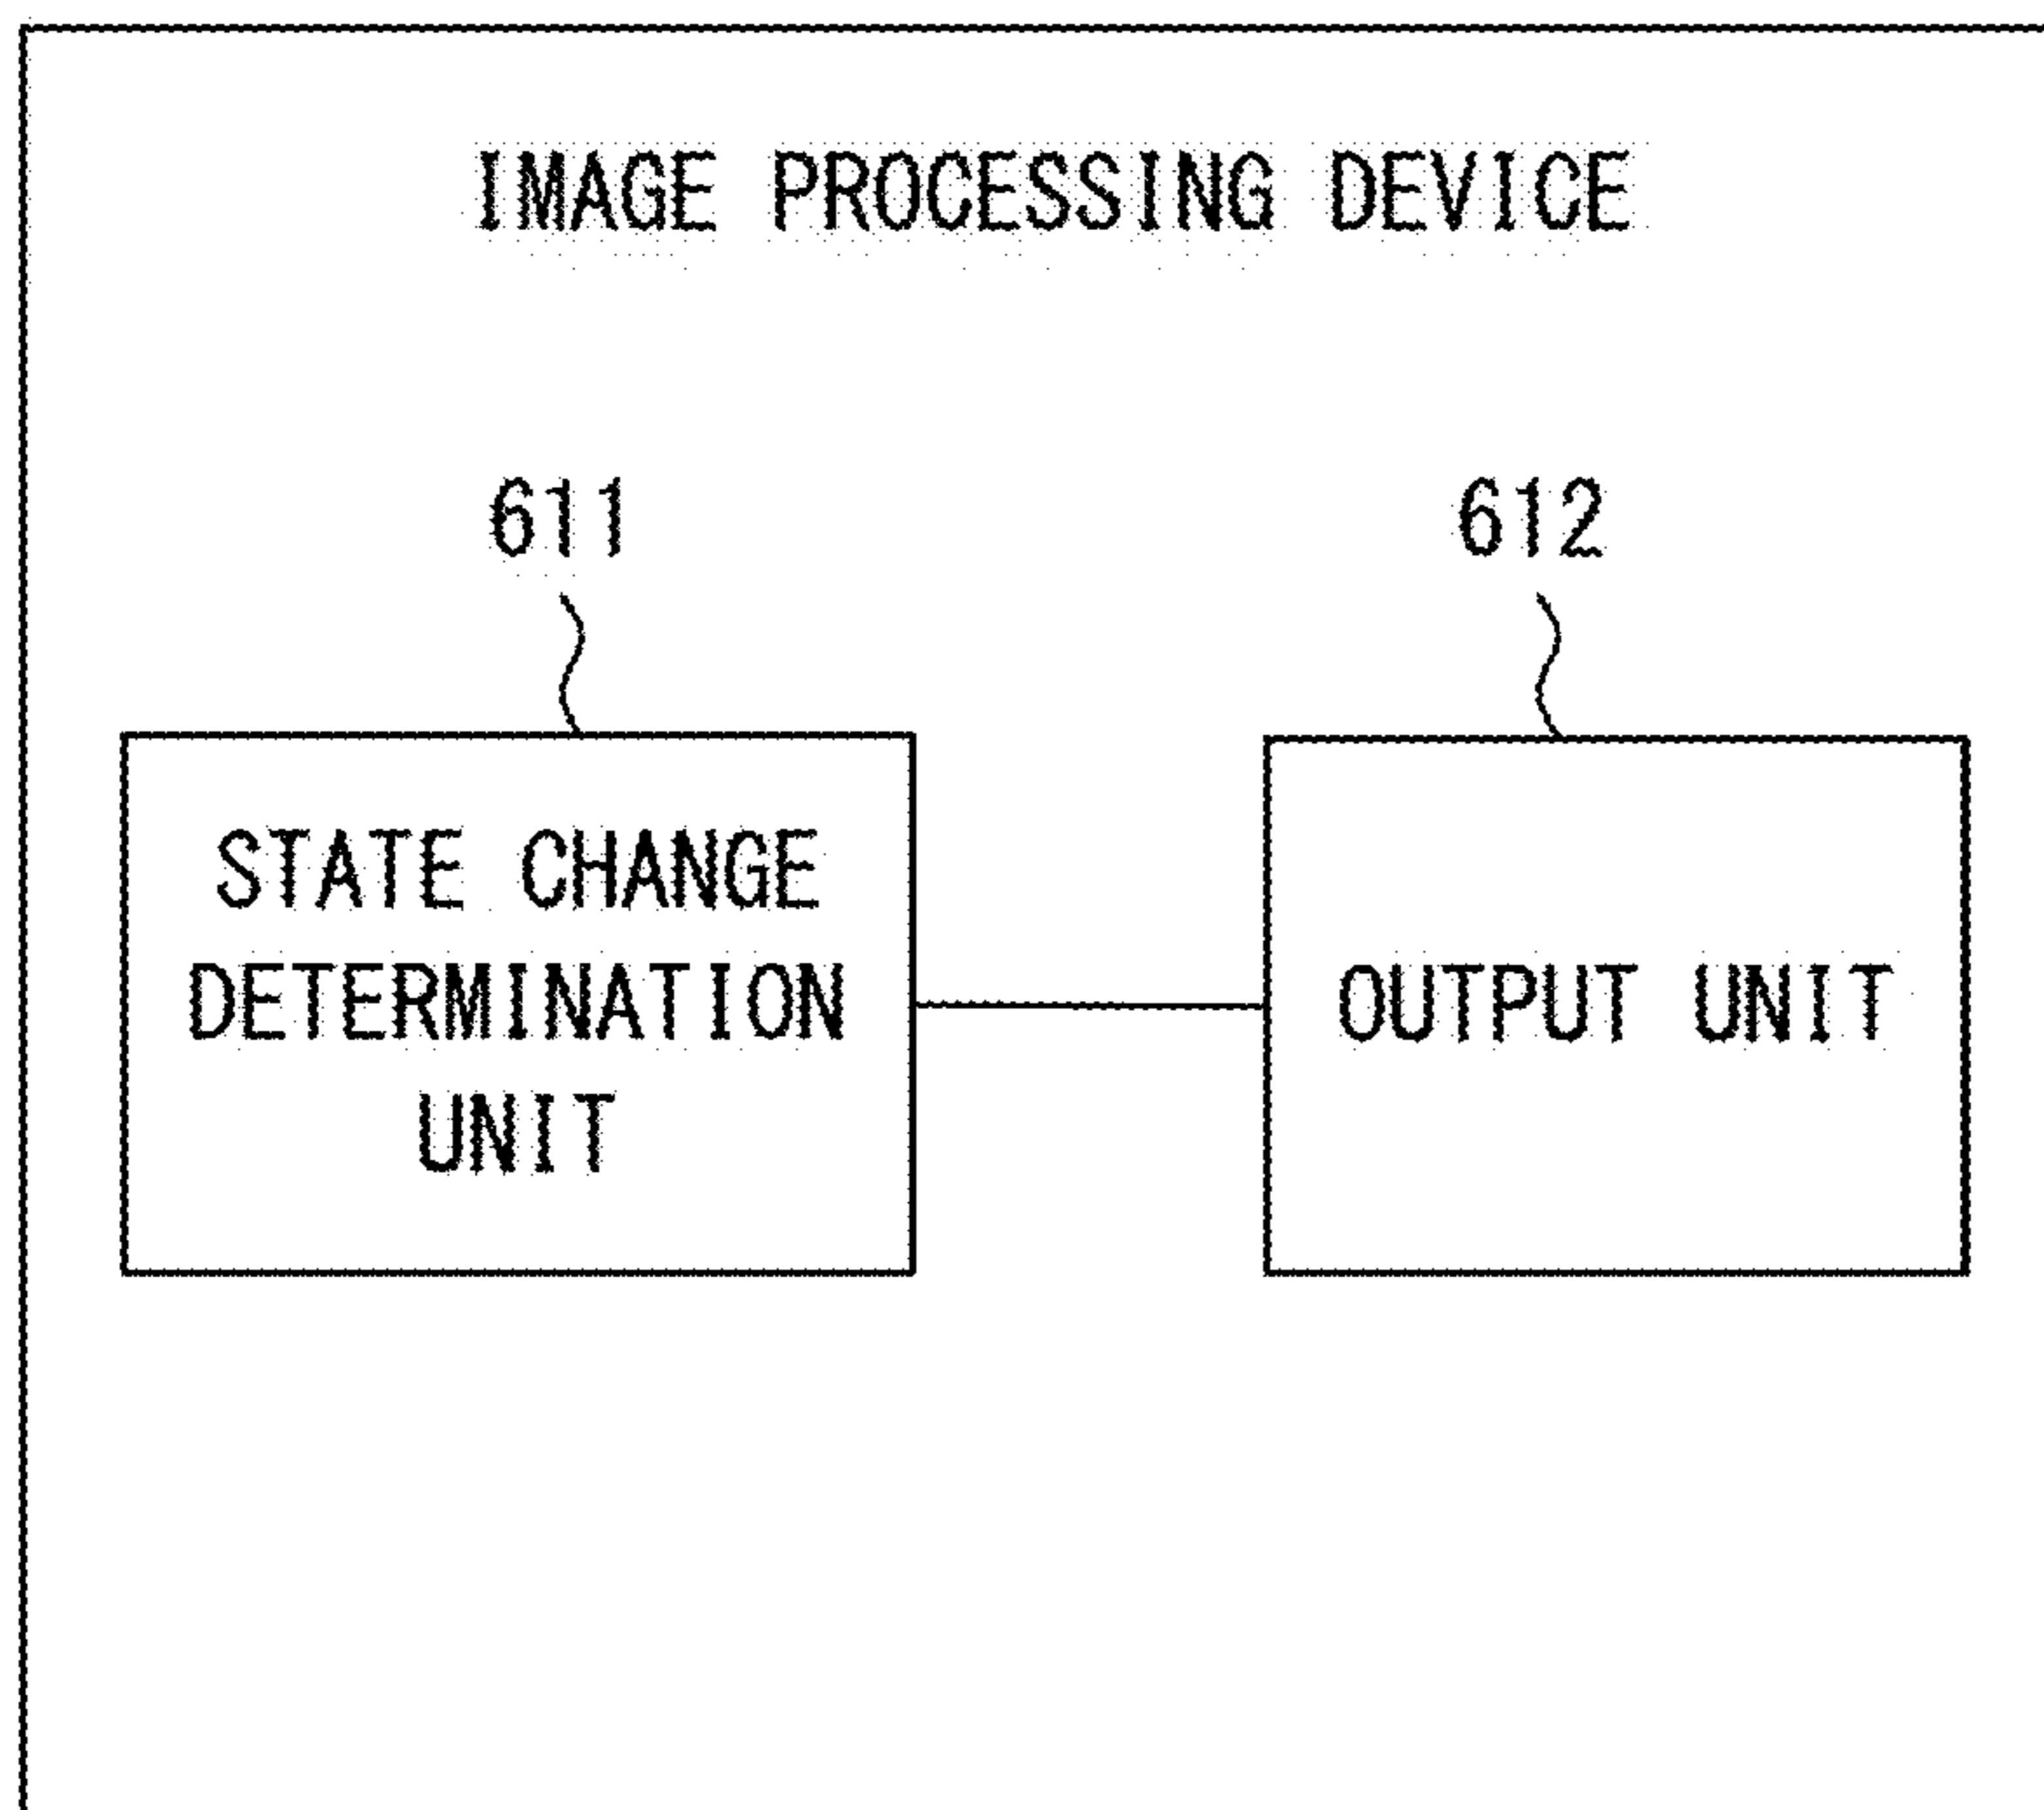 IMAGE PROCESSING DEVICE
611
612
STATE CHANGE
DETERMINATION
UNIT
OUTPUT UNIT